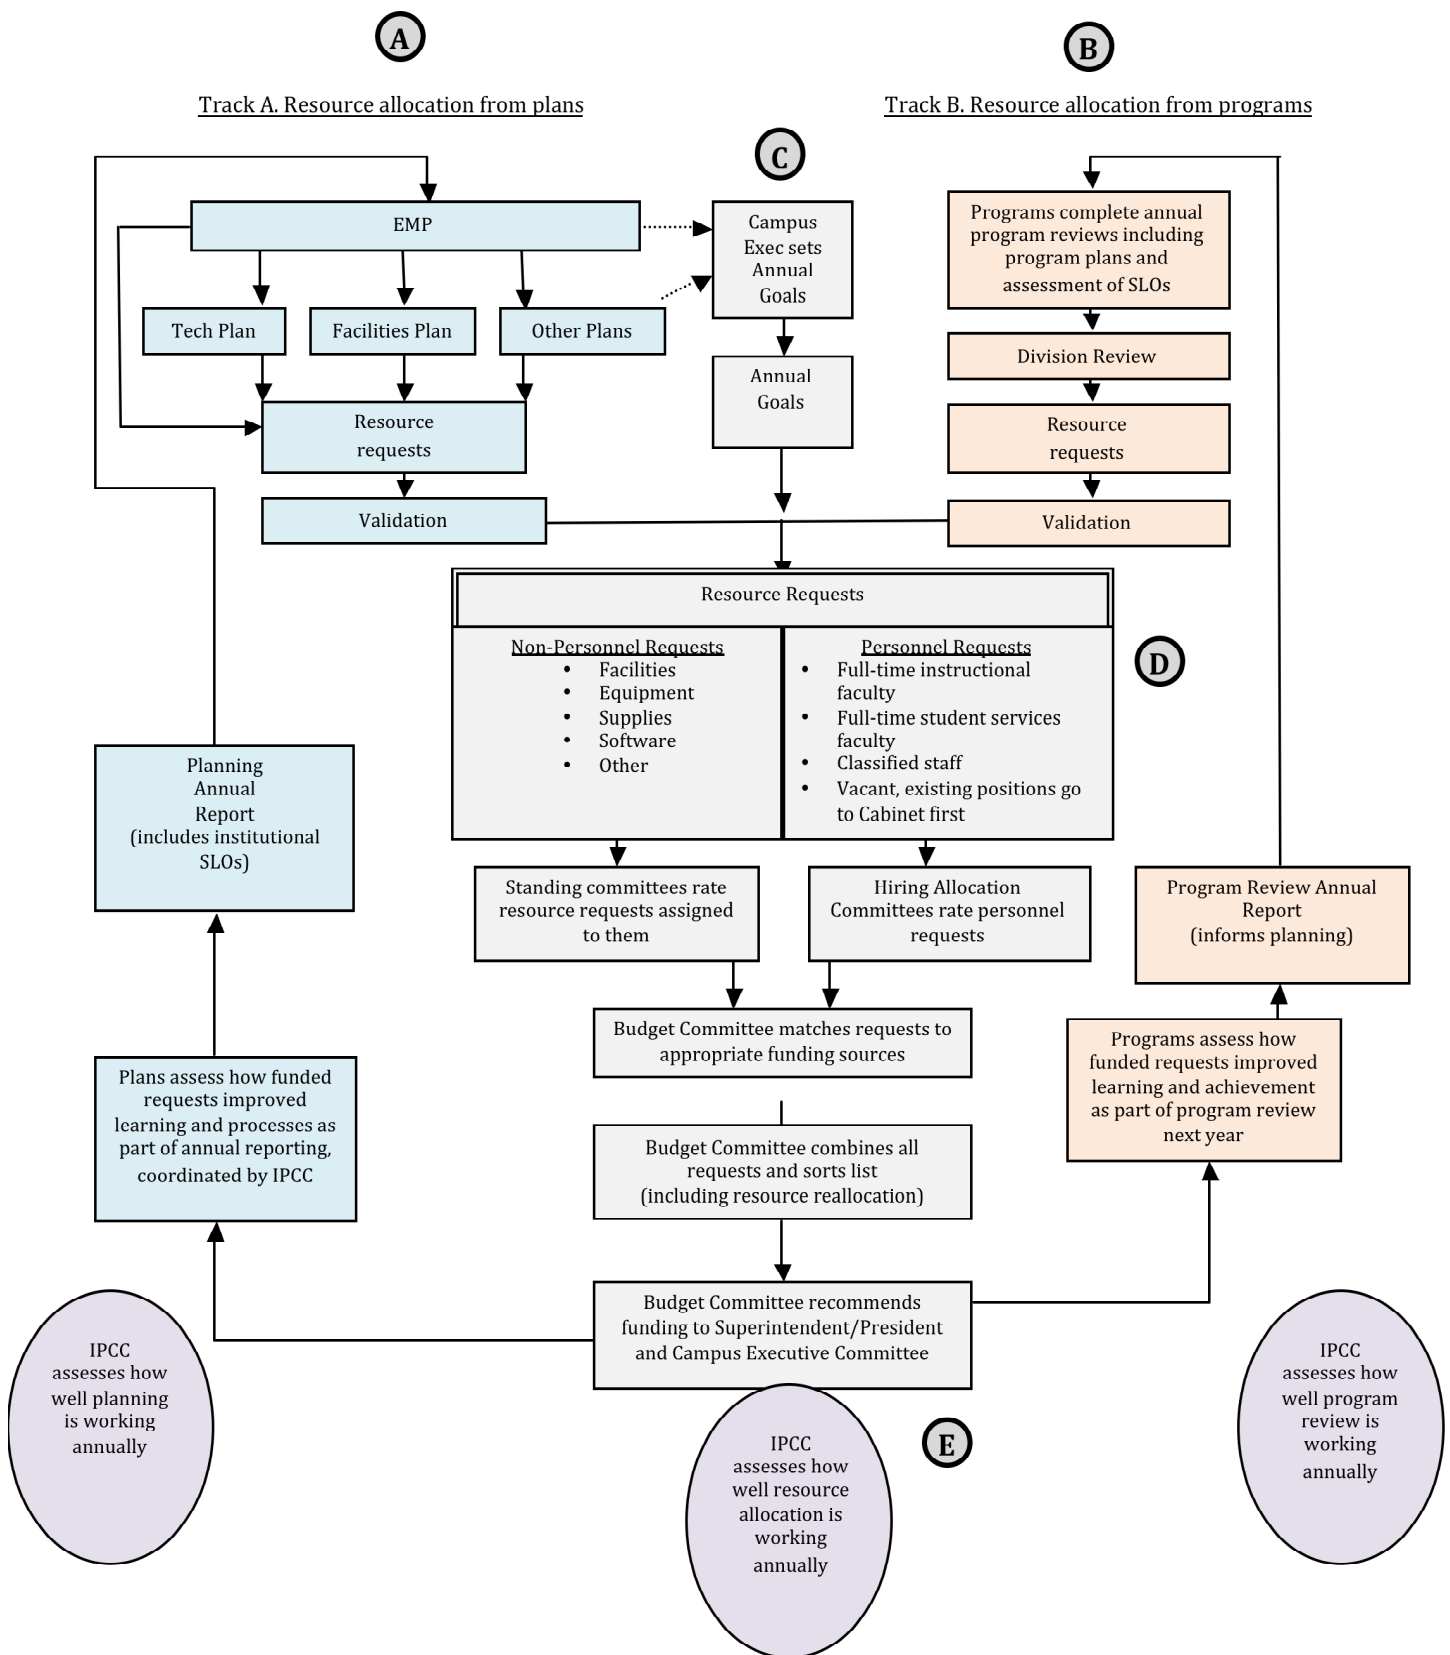 A
B
Track A. Resource allocation from plans
Track B. Resource allocation from programs
C
EMP
Tech Plan
Facilities Plan
Other Plans
Resource
requests
Validation
Campus
Exec sets
Annual
Goals
Annual
Goals
Programs complete annual
program reviews including
program plans and
assessment of SLOs
Division Review
Resource
requests
Validation
Resource Requests
Non-Personnel Requests
• Facilities
• Equipment
• Supplies
• Software
• Other
Personnel Requests
• Full-time instructional
faculty
• Full-time student services
faculty
• Classified staff
• Vacant, existing positions go
to Cabinet first
D
Planning
Annual
Report
(includes institutional
SLOs)
Standing committees rate
resource requests assigned
to them
Hiring Allocation
Committees rate personnel
requests
Program Review Annual
Report
(informs planning)
Budget Committee matches requests to
appropriate funding sources
Plans assess how funded
requests improved
learning and processes as
part of annual reporting,
coordinated by IPCC
Programs assess how
funded requests improved
learning and achievement
as part of program review
next year
Budget Committee combines all
requests and sorts list
(including resource reallocation)
Budget Committee recommends
funding to Superintendent/President
and Campus Executive Committee
IPCC
assesses how
well planning
is working
annually
IPCC
assesses how
well resource
allocation is
working
annually
E
IPCC
assesses how
well program
review is
working
annually